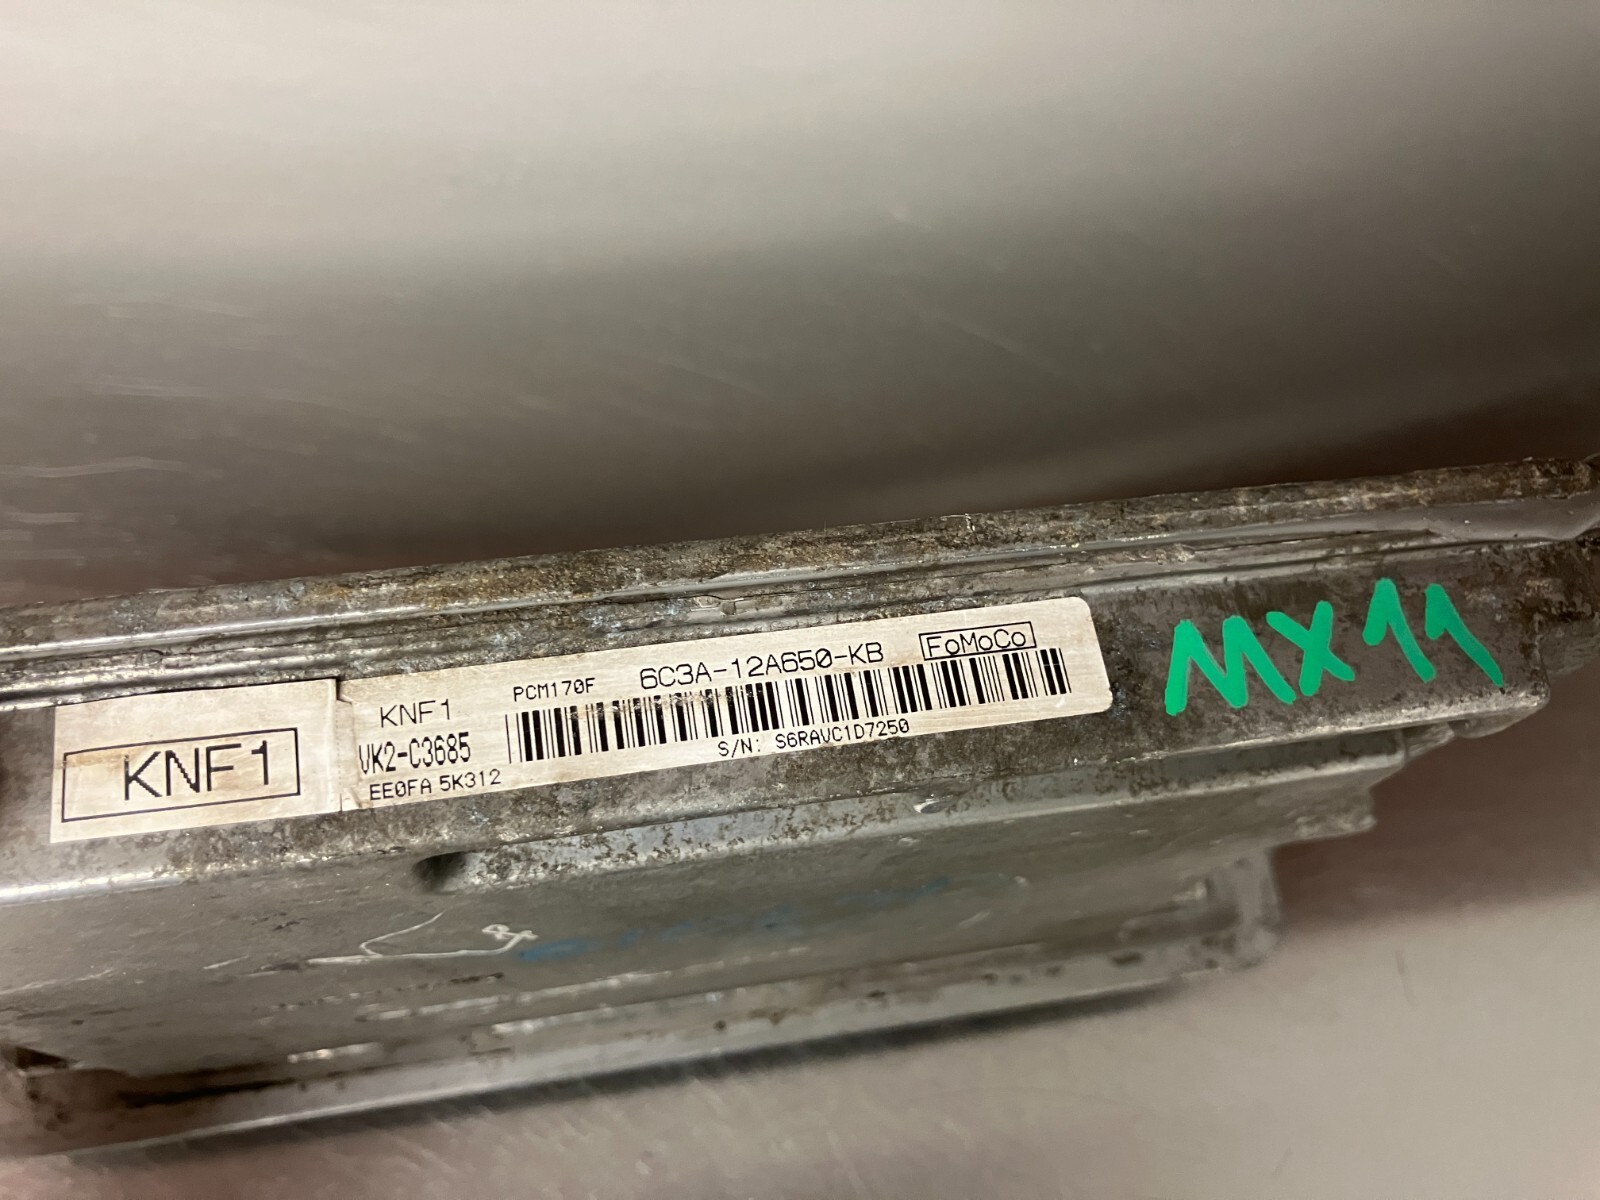 KNF1
KNF1
VK2-C3685
EE0FA 5K312
PCM170F 6C3A-12A650-KB FoMoCo
S/N: S6RAVC1D7250
MX11